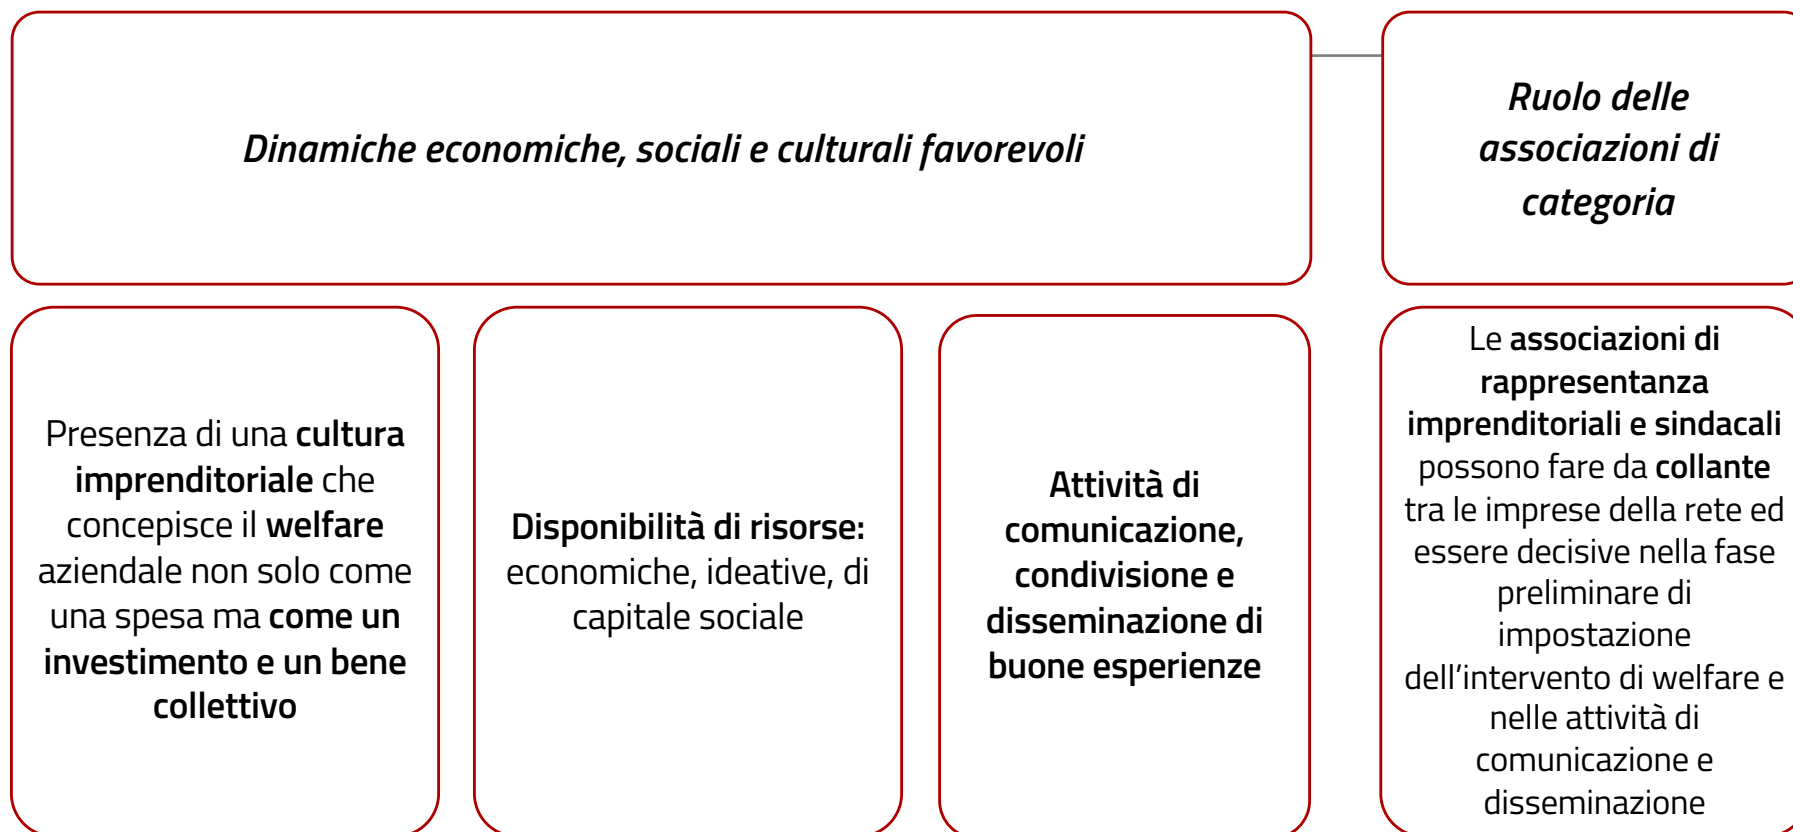 Dinamiche economiche, sociali e culturali favorevoli
Ruolo delle
associazioni di
categoria
Presenza di una cultura
imprenditoriale che
concepisce il welfare
aziendale non solo come
una spesa ma come un
investimento e un bene
collettivo
Disponibilità di risorse:
economiche, ideative, di
capitale sociale
Attività di
comunicazione,
condivisione e
disseminazione di
buone esperienze
Le associazioni di
rappresentanza
imprenditoriali e sindacali
possono fare da collante
tra le imprese della rete ed
essere decisive nella fase
preliminare di
impostazione
dell’intervento di welfare e
nelle attività di
comunicazione e
disseminazione